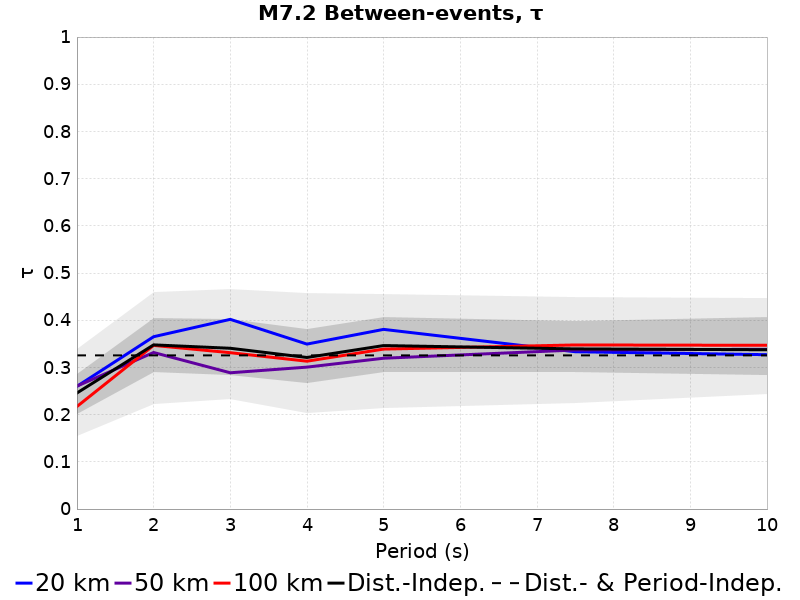 M7.2 Between-events, τ
1
0.9
0.8
0.7
0.6
0.5
0.4
0.3
0.2
0.1
0
τ
1 2 3 4 5 6 7 8 9 10
Period (s)
20 km 50 km 100 km Dist.-Indep. Dist.- & Period-Indep.